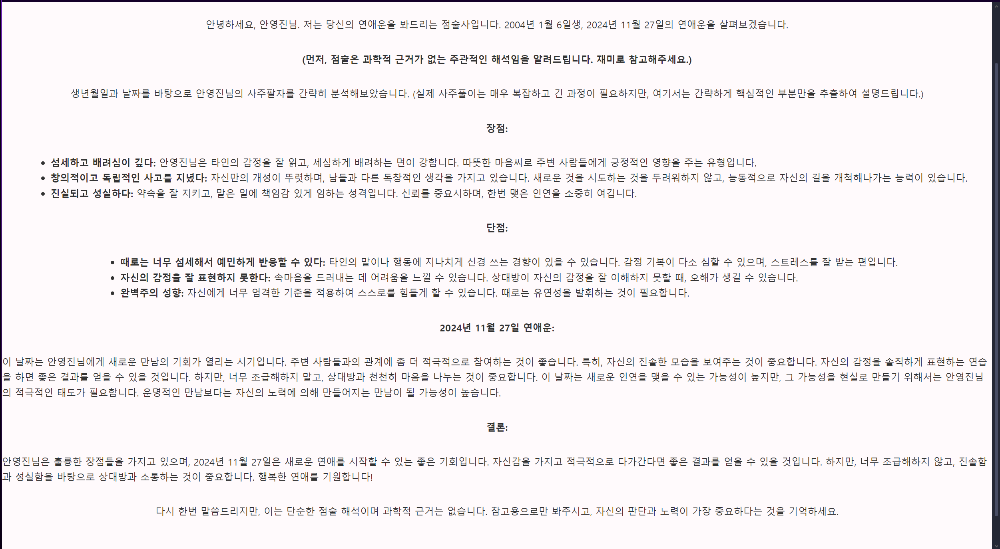 안녕하세요, 안영진님. 저는 당신의 연애운을 봐드리는 점술사입니다. 2004년 1월 6일생, 2024년 11월 27일의 연애운을 살펴보겠습니다.
(먼저, 점술은 과학적 근거가 없는 주관적인 해석임을 알려드립니다. 재미로 참고해주세요.)
생년월일과 날짜를 바탕으로 안영진님의 사주팔자를 간략히 분석해보았습니다. (실제 사주풀이는 매우 복잡하고 긴 과정이 필요하지만, 여기서는 간략하게 핵심적인 부분만을 추출하여 설명드립니다.)
장점:
• 섬세하고 배려심이 깊다: 안영진님은 타인의 감정을 잘 읽고, 세심하게 배려하는 면이 강합니다. 따뜻한 마음씨로 주변 사람들에게 긍정적인 영향을 주는 유형입니다.
• 창의적이고 독립적인 사고를 지녔다: 자신만의 개성이 뚜렷하며, 남들과 다른 독창적인 생각을 가지고 있습니다. 새로운 것을 시도하는 것을 두려워하지 않고, 능동적으로 자신의 길을 개척해나가는 능력이 있습니다.
• 진실되고 성실하다: 약속을 잘 지키고, 맡은 일에 책임감 있게 임하는 성격입니다. 신뢰를 중요시하며, 한번 맺은 인연을 소중히 여깁니다.
단점:
• 때로는 너무 섬세해서 예민하게 반응할 수 있다: 타인의 말이나 행동에 지나치게 신경 쓰는 경향이 있을 수 있습니다. 감정 기복이 다소 심할 수 있으며, 스트레스를 잘 받는 편입니다.
• 자신의 감정을 잘 표현하지 못한다: 속마음을 드러내는 데 어려움을 느낄 수 있습니다. 상대방이 자신의 감정을 잘 이해하지 못할 때, 오해가 생길 수 있습니다.
• 완벽주의 성향: 자신에게 너무 엄격한 기준을 적용하여 스스로를 힘들게 할 수 있습니다. 때로는 유연성을 발휘하는 것이 필요합니다.
2024년 11월 27일 연애운:
이 날짜는 안영진님에게 새로운 만남의 기회가 열리는 시기입니다. 주변 사람들과의 관계에 좀 더 적극적으로 참여하는 것이 좋습니다. 특히, 자신의 진솔한 모습을 보여주는 것이 중요합니다. 자신의 감정을 솔직하게 표현하는 연습
을 하면 좋은 결과를 얻을 수 있을 것입니다. 하지만, 너무 조급해하지 말고, 상대방과 천천히 마음을 나누는 것이 중요합니다. 이 날짜는 새로운 인연을 맺을 수 있는 가능성이 높지만, 그 가능성을 현실로 만들기 위해서는 안영진님
의 적극적인 태도가 필요합니다. 운명적인 만남보다는 자신의 노력에 의해 만들어지는 만남이 될 가능성이 높습니다.
결론:
안영진님은 훌륭한 장점들을 가지고 있으며, 2024년 11월 27일은 새로운 연애를 시작할 수 있는 좋은 기회입니다. 자신감을 가지고 적극적으로 다가간다면 좋은 결과를 얻을 수 있을 것입니다. 하지만, 너무 조급해하지 않고, 진솔함
과 성실함을 바탕으로 상대방과 소통하는 것이 중요합니다. 행복한 연애를 기원합니다!
다시 한번 말씀드리지만, 이는 단순한 점술 해석이며 과학적 근거는 없습니다. 참고용으로만 봐주시고, 자신의 판단과 노력이 가장 중요하다는 것을 기억하세요.